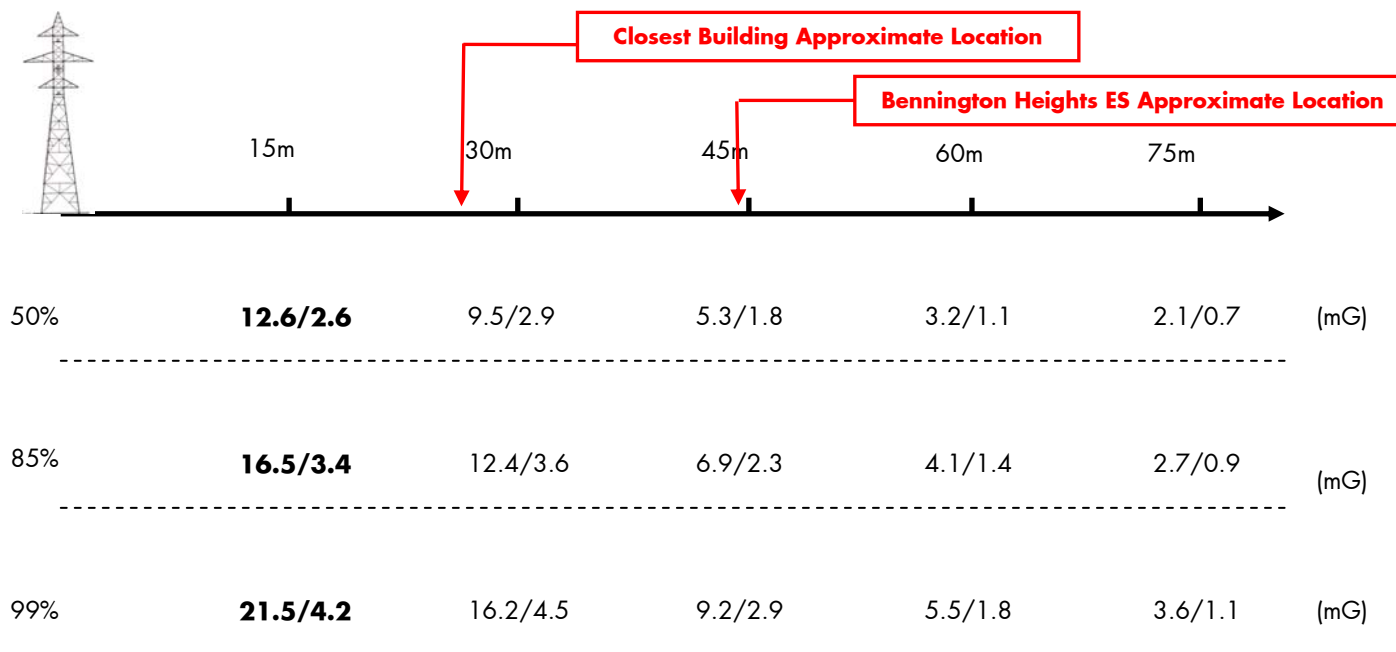 Closest Building Approximate Location
Bennington Heights ES Approximate Location
15m 30m 45m 60m 75m
50% 12.6/2.6 9.5/2.9 5.3/1.8 3.2/1.1 2.1/0.7 (mG)
85% 16.5/3.4 12.4/3.6 6.9/2.3 4.1/1.4 2.7/0.9 (mG)
99% 21.5/4.2 16.2/4.5 9.2/2.9 5.5/1.8 3.6/1.1 (mG)